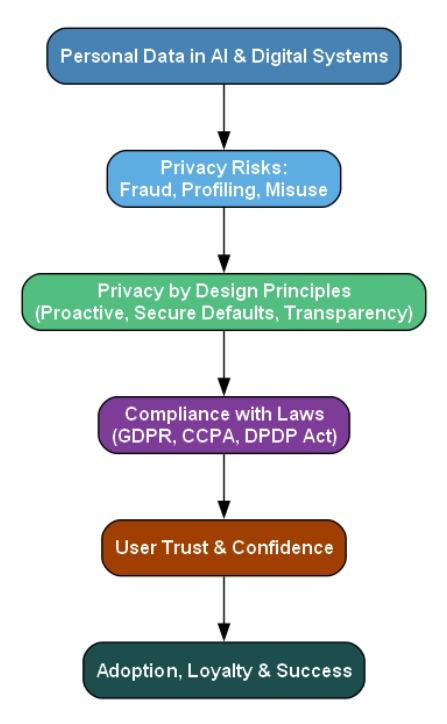 Personal Data in AI & Digital Systems
Privacy Risks:
Fraud, Profiling, Misuse
Privacy by Design Principles
(Proactive, Secure Defaults, Transparency)
Compliance with Laws
(GDPR, CCPA, DPDP Act)
User Trust & Confidence
Adoption, Loyalty & Success